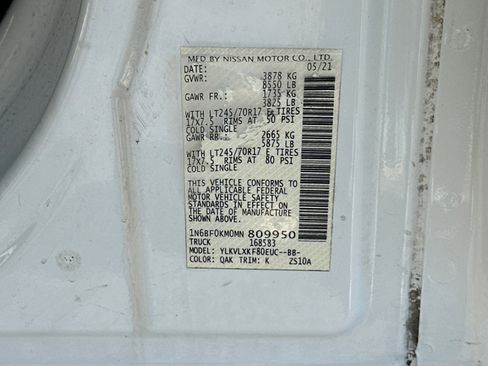 MFD BY NISSAN MOTOR CO., LTD.
DATE: 05/21
GVWR: 3878 KG
8550 LB
GAWR FR.: 1735 KG
3825 LB
WITH LT245/70R17 E TIRES
17X7.5 RIMS AT 50 PSI
COLD SINGLE
GAWR RR.: 2665 KG
5875 LB
WITH LT245/70R17 E TIRES
17X7.5 RIMS AT 80 PSI
COLD SINGLE
THIS VEHICLE CONFORMS TO
ALL APPLICABLE FEDERAL
MOTOR VEHICLE SAFETY
STANDARDS IN EFFECT ON
THE DATE OF MANUFACTURE
SHOWN ABOVE.
1N6BF0KM0MN 809950
TRUCK 168583
MODEL: YLKVLXKF80EUC--BB-
COLOR: QAK TRIM: K ZS10A